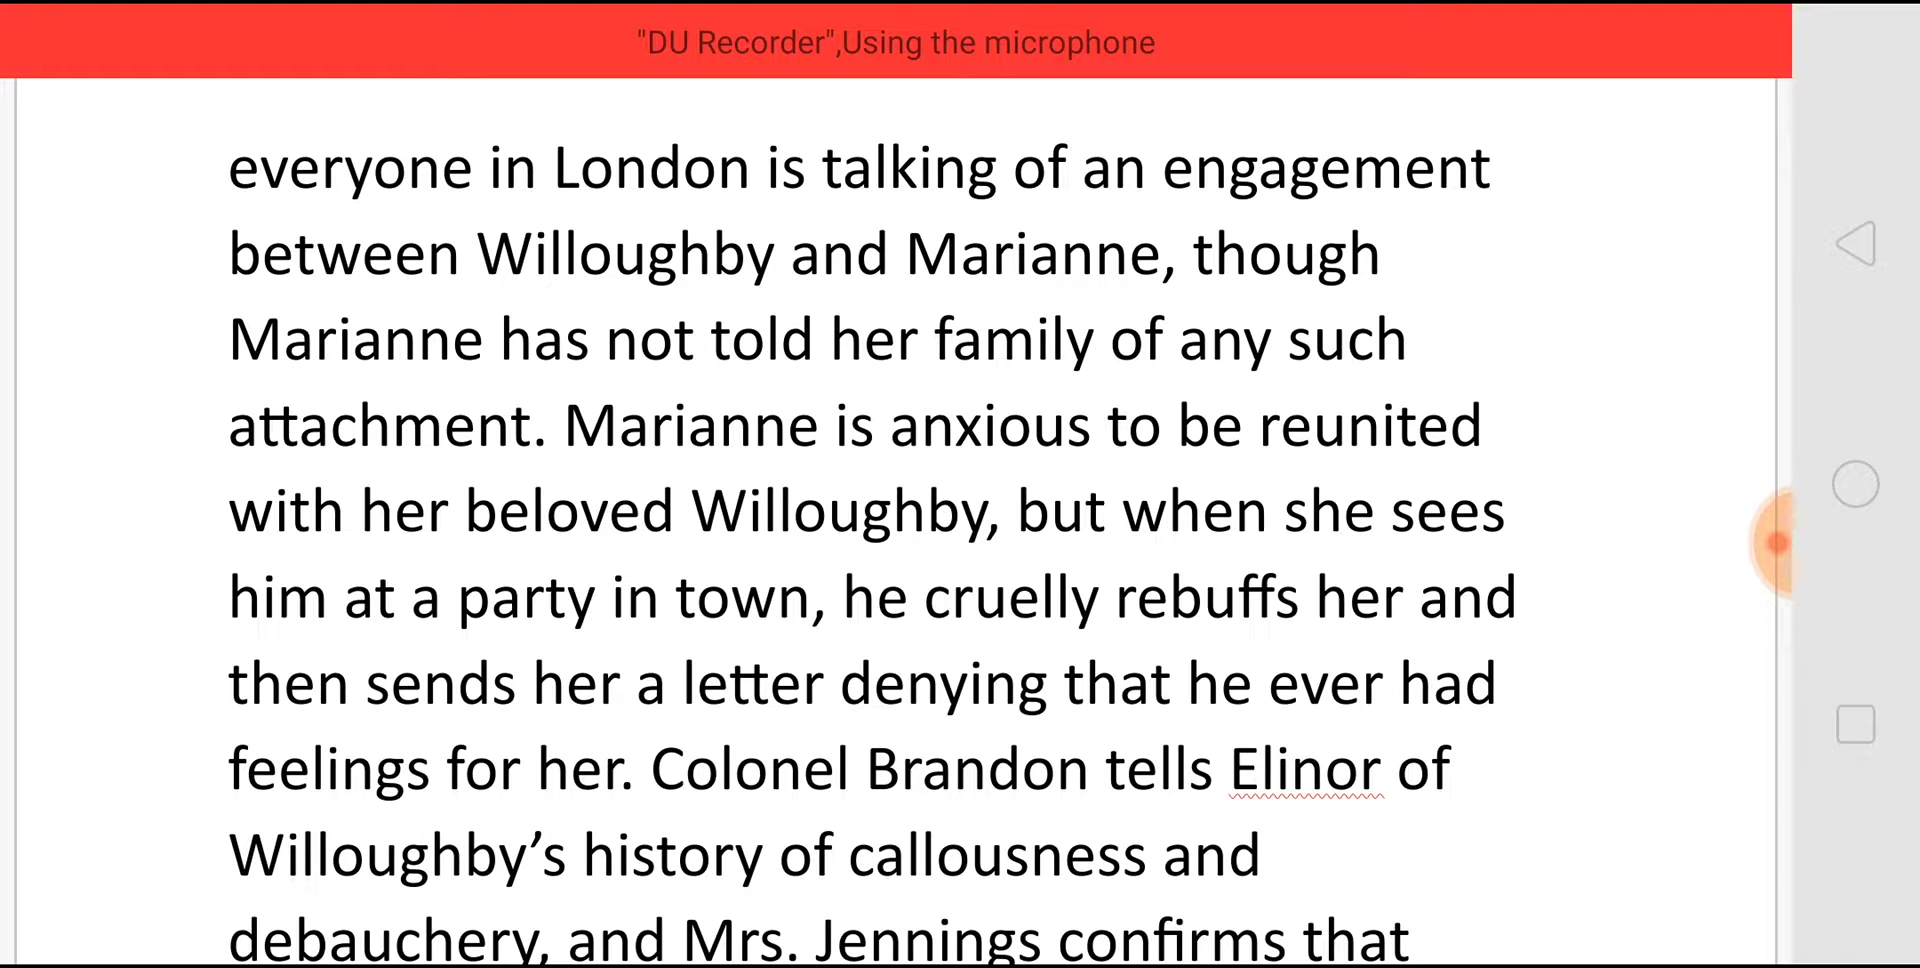 "DU Recorder",Using the microphone
everyone in London is talking of an engagement
between Willoughby and Marianne, though
Marianne has not told her family of any such
attachment. Marianne is anxious to be reunited
with her beloved Willoughby, but when she sees
him at a party in town, he cruelly rebuffs her and
then sends her a letter denying that he ever had
feelings for her. Colonel Brandon tells Elinor of
Willoughby’s history of callousness and
debauchery, and Mrs. Jennings confirms that